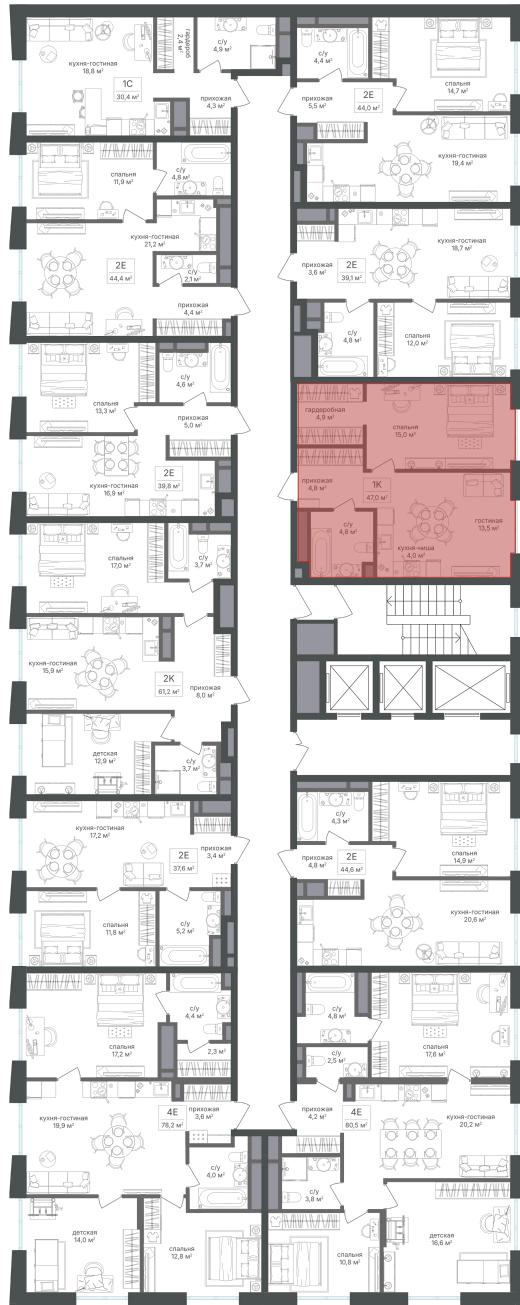 кухня-гостиная
18,8 м²
гардероб
2,4 м²
с/у
4,9 м²
1С
30,4 м²
прихожая
4,3 м²
с/у
4,4 м²
спальня
14,7 м²
прихожая
5,5 м²
2Е
44,0 м²
кухня-гостиная
19,4 м²
спальня
11,9 м²
с/у
4,8 м²
кухня-гостиная
21,2 м²
2Е
44,4 м²
с/у
2,1 м²
прихожая
4,4 м²
кухня-гостиная
18,7 м²
прихожая
3,6 м²
2Е
39,1 м²
с/у
4,8 м²
спальня
12,0 м²
с/у
4,6 м²
спальня
13,3 м²
прихожая
5,0 м²
2Е
39,8 м²
кухня-гостиная
16,9 м²
гардеробная
4,9 м²
спальня
15,0 м²
прихожая
4,8 м²
1К
47,0 м²
с/у
4,8 м²
гостиная
13,5 м²
кухня-ниша
4,0 м²
спальня
17,0 м²
с/у
3,7 м²
кухня-гостиная
15,9 м²
2К
61,2 м²
прихожая
8,0 м²
детская
12,9 м²
с/у
3,7 м²
кухня-гостиная
17,2 м²
2Е
37,6 м²
прихожая
3,4 м²
с/у
4,3 м²
спальня
14,9 м²
прихожая
4,8 м²
2Е
44,6 м²
кухня-гостиная
20,6 м²
спальня
11,8 м²
с/у
5,2 м²
спальня
17,2 м²
с/у
4,4 м²
2,3 м²
с/у
4,8 м²
с/у
2,5 м²
спальня
17,6 м²
кухня-гостиная
19,9 м²
4Е
78,2 м²
прихожая
3,6 м²
с/у
4,0 м²
прихожая
4,2 м²
4Е
80,5 м²
кухня-гостиная
20,2 м²
с/у
3,8 м²
детская
14,0 м²
спальня
12,8 м²
спальня
10,8 м²
детская
16,6 м²